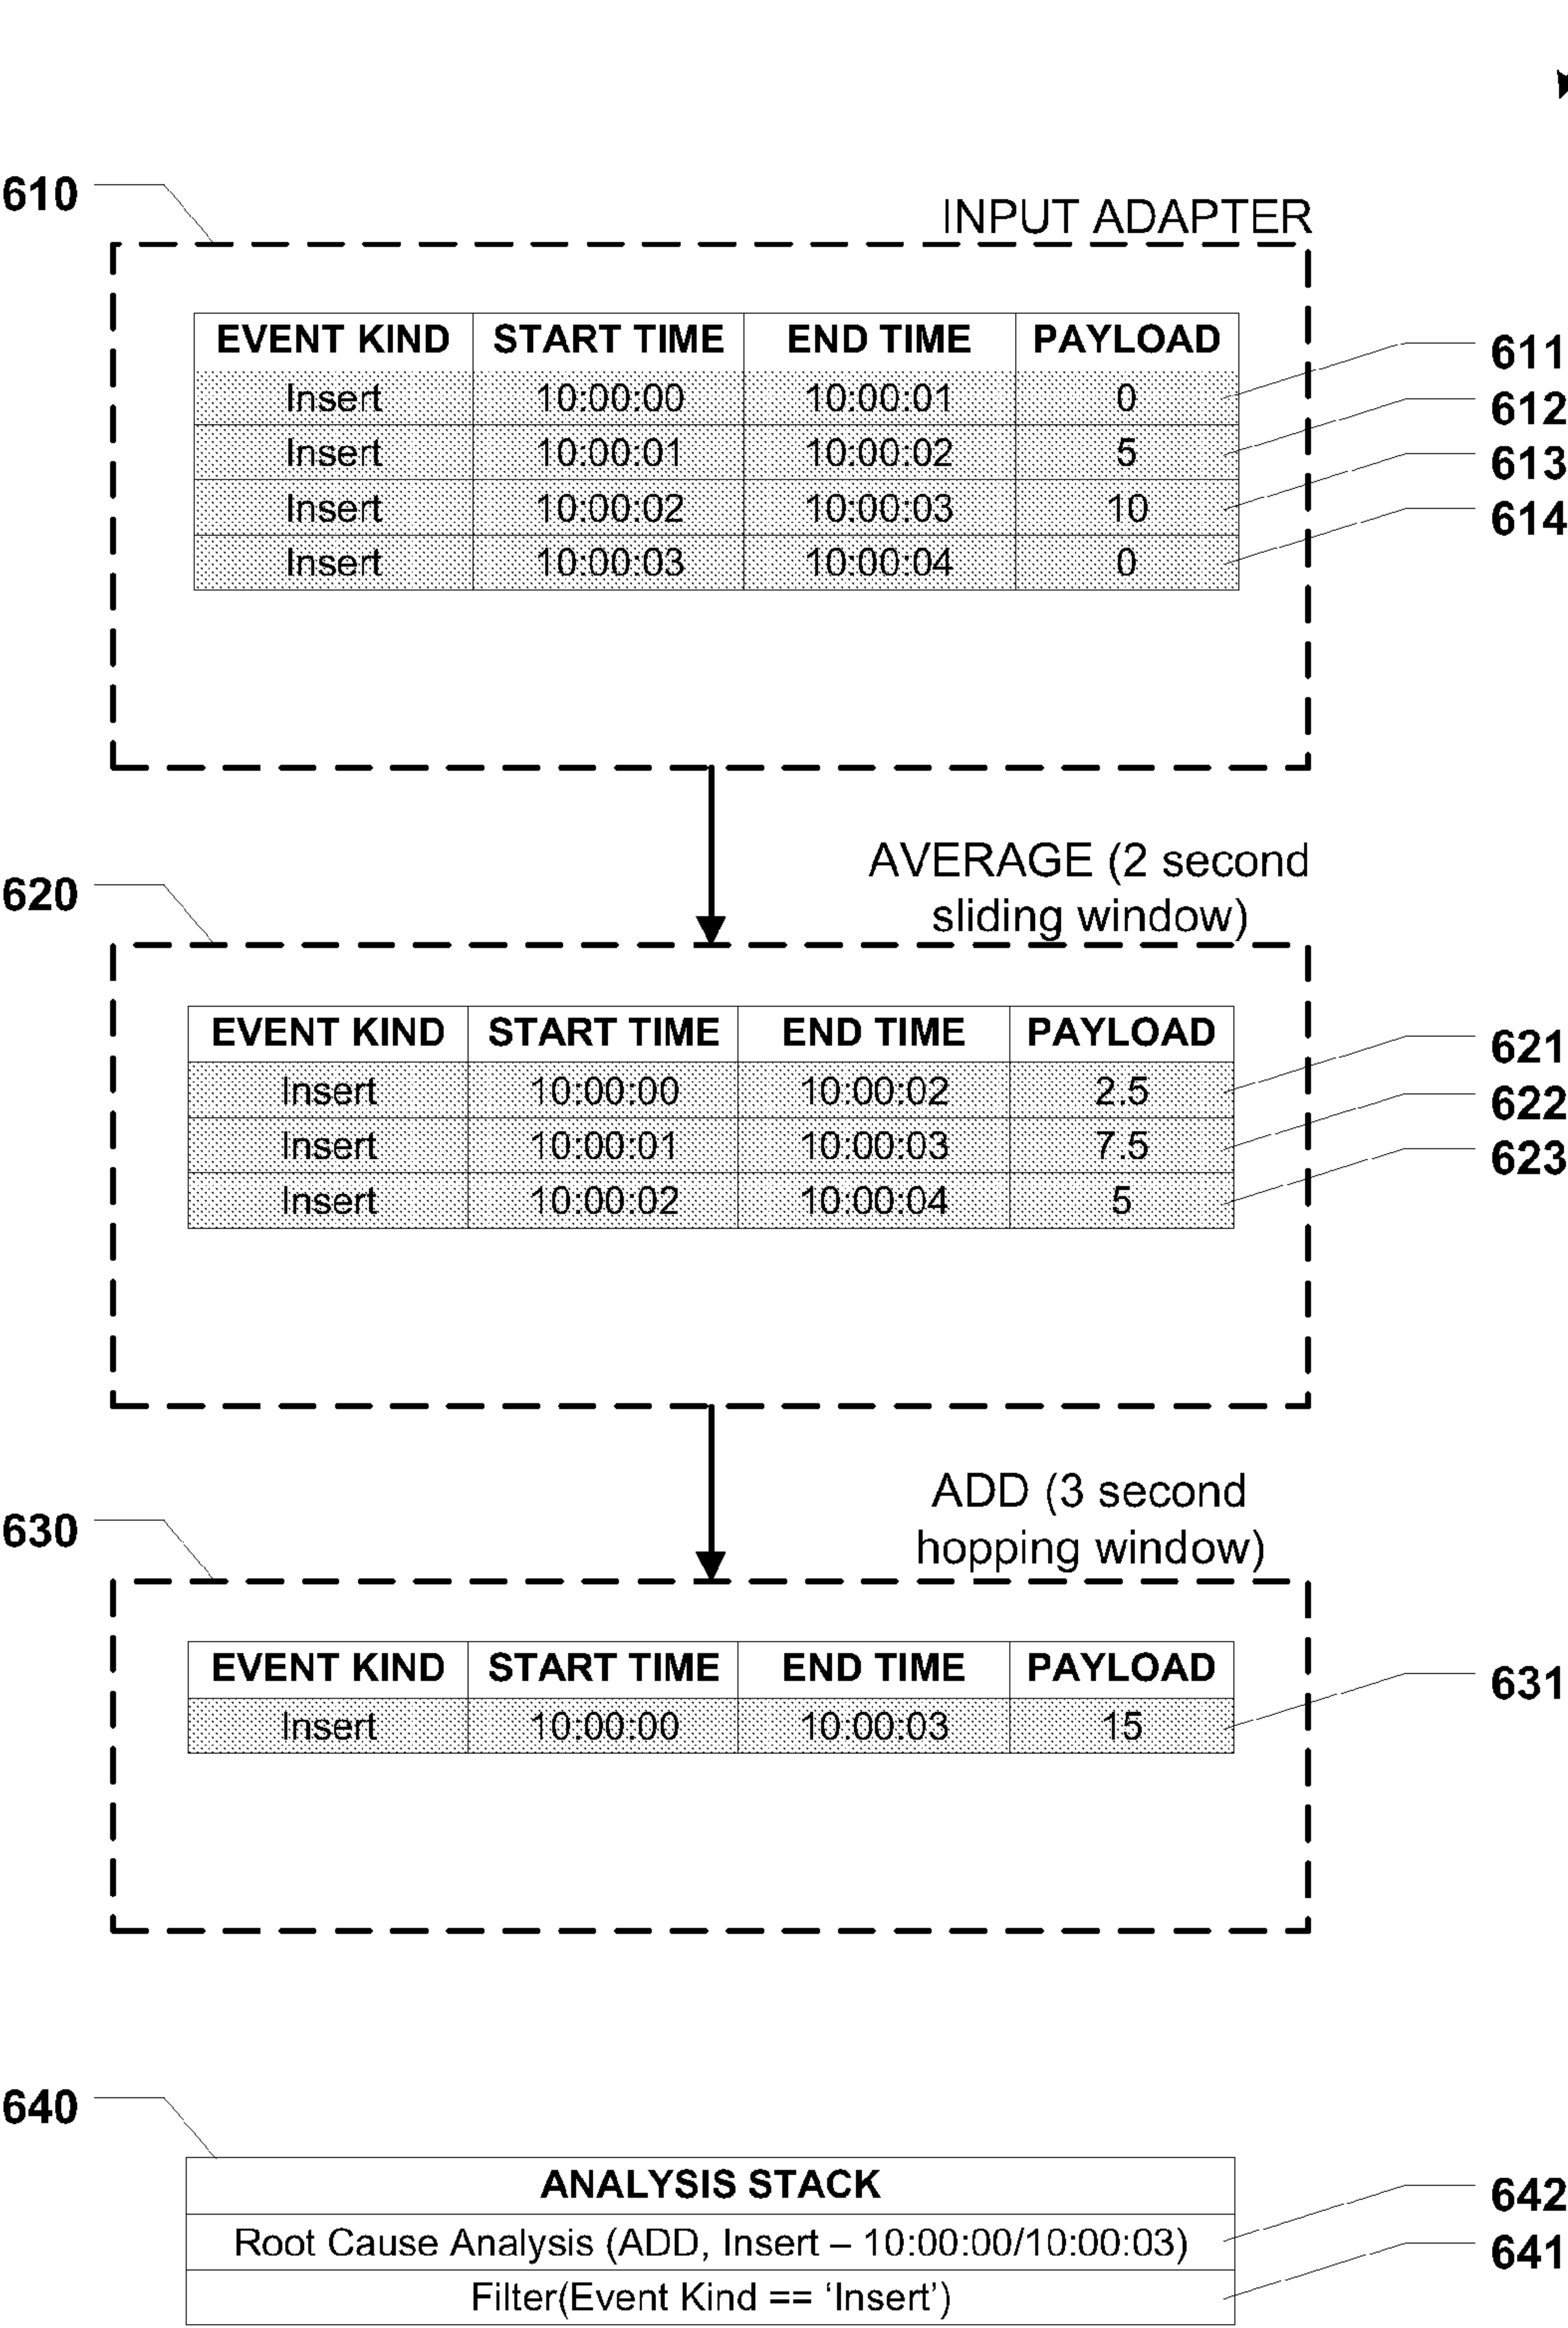 610
INPUT ADAPTER
EVENT KIND START TIME END TIME PAYLOAD
Insert 10:00:00 10:00:01 0 611
Insert 10:00:01 10:00:02 5 612
Insert 10:00:02 10:00:03 10 613
Insert 10:00:03 10:00:04 0 614
620
AVERAGE (2 second
sliding window)
EVENT KIND START TIME END TIME PAYLOAD
Insert 10:00:00 10:00:02 2.5 621
Insert 10:00:01 10:00:03 7.5 622
Insert 10:00:02 10:00:04 5 623
630
ADD (3 second
hopping window)
EVENT KIND START TIME END TIME PAYLOAD
Insert 10:00:00 10:00:03 15 631
640
ANALYSIS STACK
Root Cause Analysis (ADD, Insert – 10:00:00/10:00:03) 642
Filter(Event Kind == ‘Insert’) 641